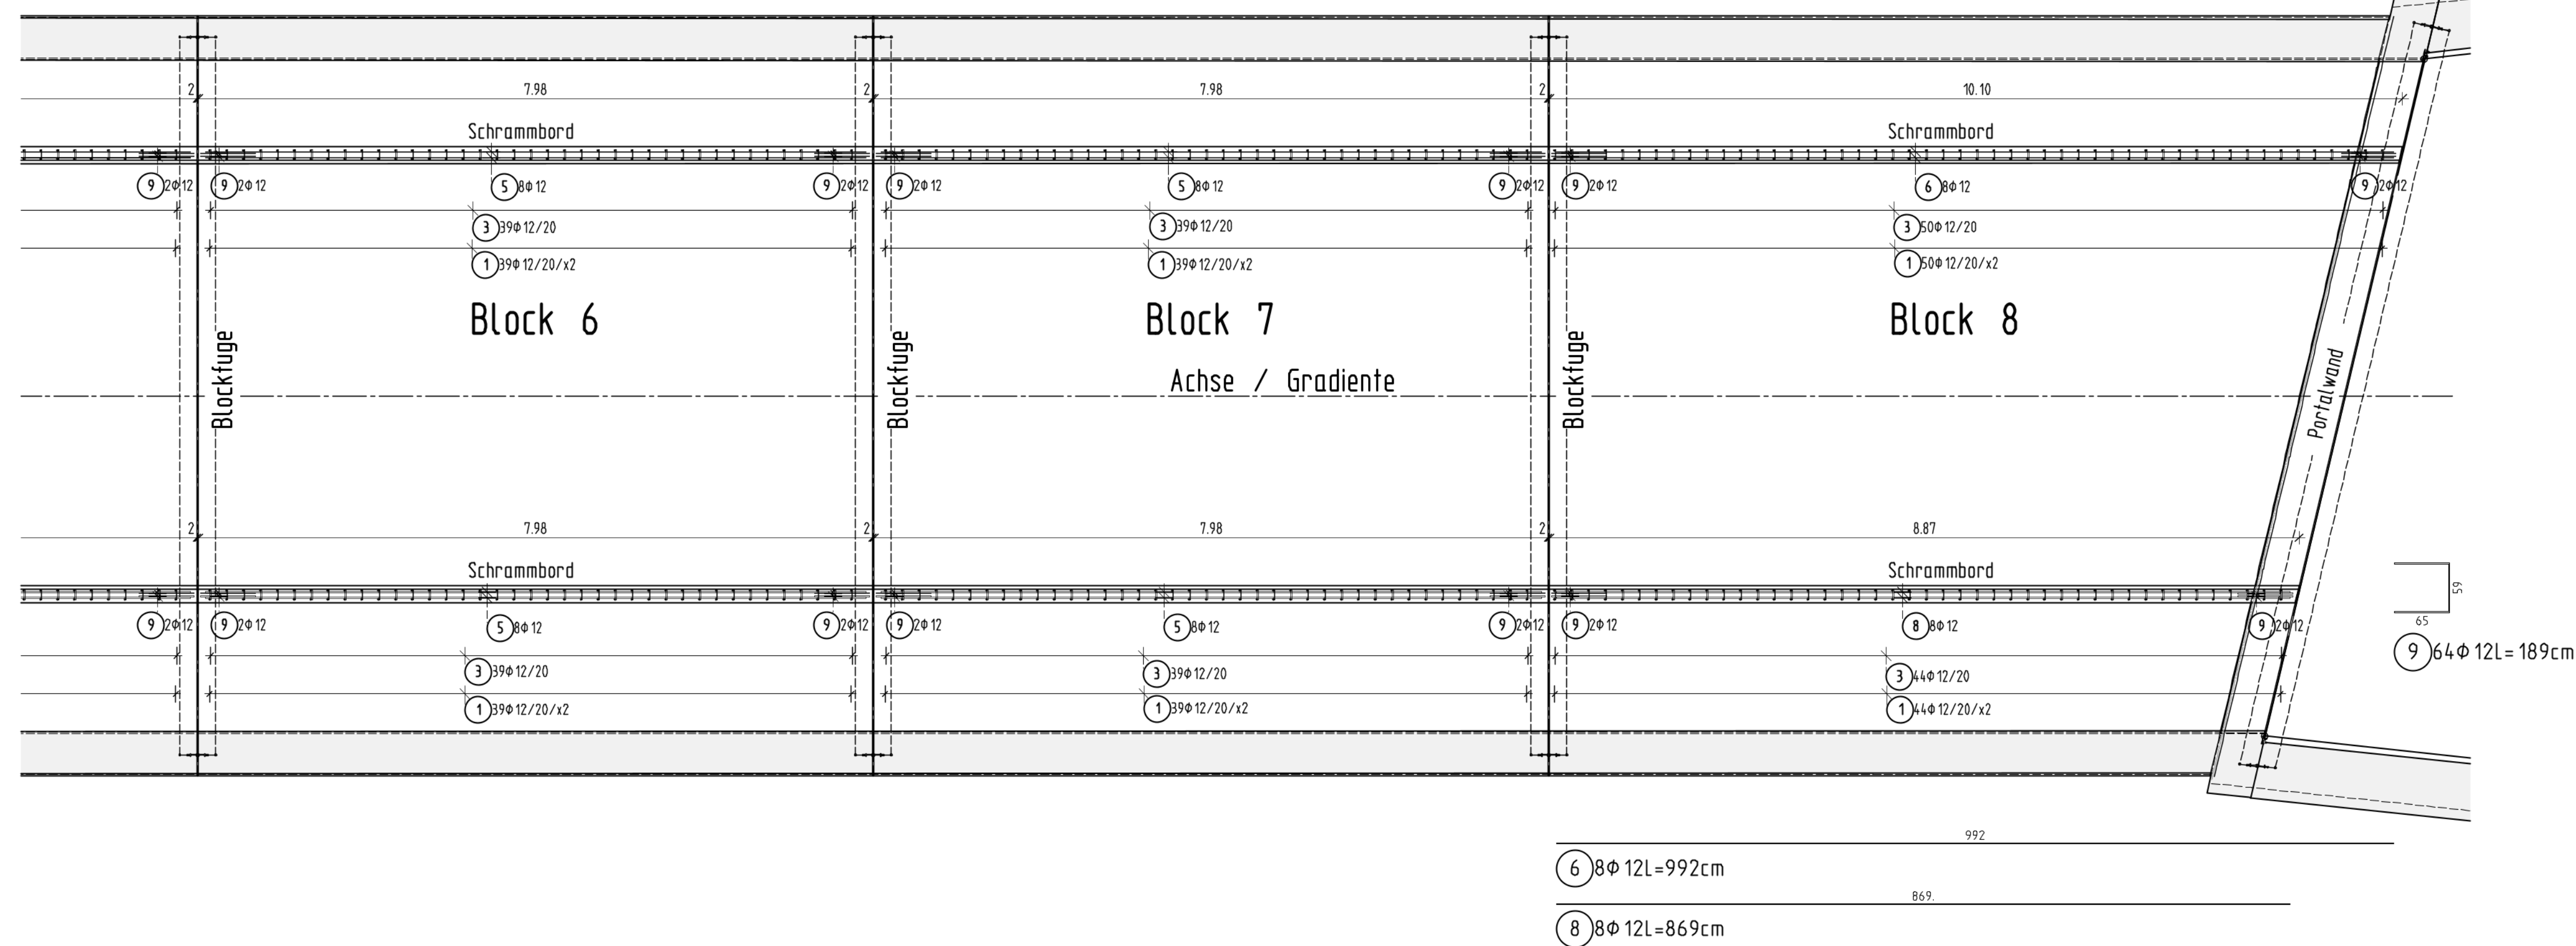 2 7.98 2 7.98 2 10.10
Schrammbord Schrammbord
9 2Φ12 9 2Φ12 5 8Φ12 9 2Φ12 9 2Φ12 5 8Φ12 9 2Φ12 9 2Φ12 6 8Φ12 9 2Φ12
3 39Φ12/20 3 39Φ12/20 3 50Φ12/20
1 39Φ12/20/x2 1 39Φ12/20/x2 1 50Φ12/20/x2
Block 6 Block 7 Block 8
Blockfuge Blockfuge Blockfuge Portalwand
Achse / Gradiente
2 7.98 2 7.98 2 8.87
Schrammbord Schrammbord
9 2Φ12 9 2Φ12 5 8Φ12 9 2Φ12 9 2Φ12 5 8Φ12 9 2Φ12 9 2Φ12 8 8Φ12 9 2Φ12
3 39Φ12/20 3 39Φ12/20 3 44Φ12/20
1 39Φ12/20/x2 1 39Φ12/20/x2 1 44Φ12/20/x2
59
65
9 64Φ12L=189cm
992
6 8Φ12L=992cm
869.
8 8Φ12L=869cm